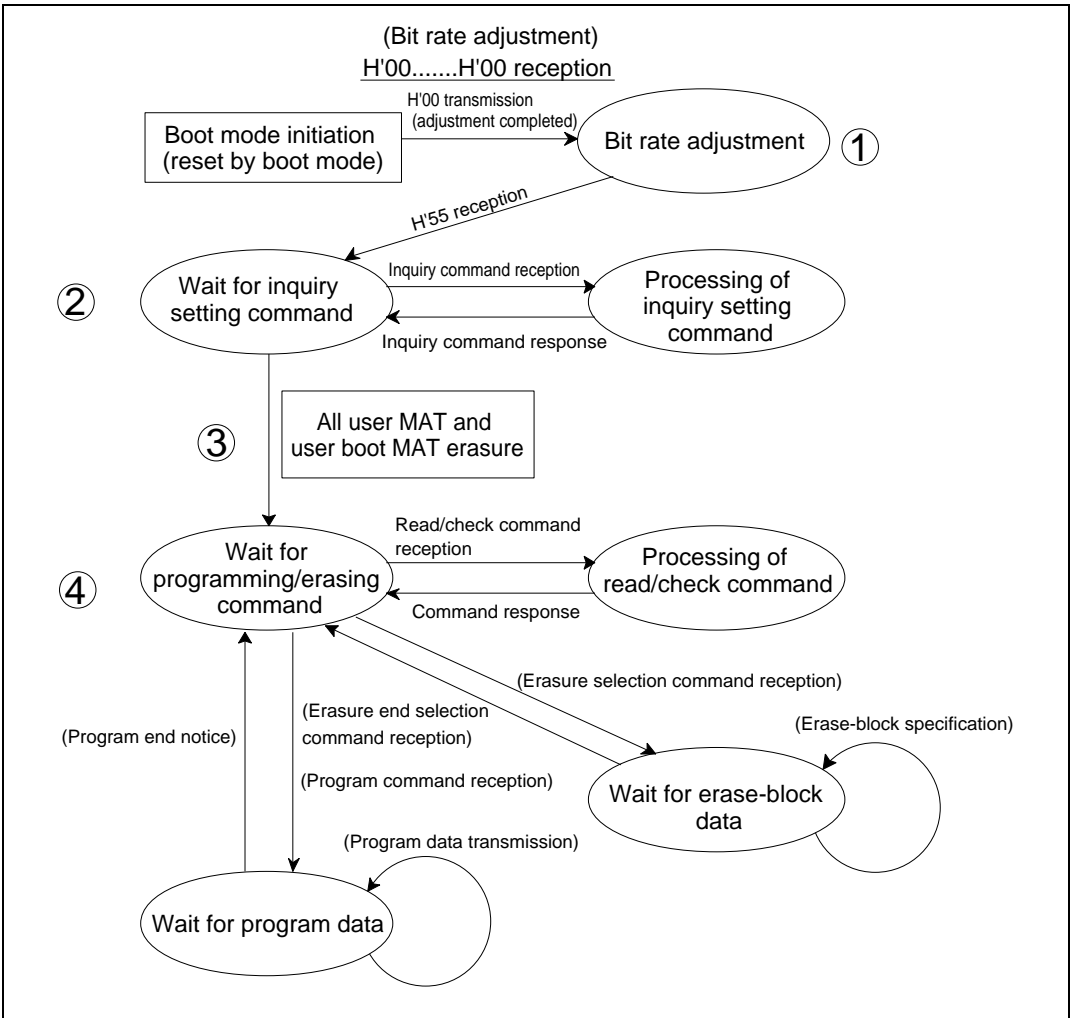 (Bit rate adjustment)
H'00.......H'00 reception
H'00 transmission
(adjustment completed)
Boot mode initiation
(reset by boot mode)
Bit rate adjustment
1
H'55 reception
2
Wait for inquiry
setting command
Inquiry command reception
Inquiry command response
Processing of
inquiry setting
command
3
All user MAT and
user boot MAT erasure
4
Wait for
programming/erasing
command
Read/check command
reception
Command response
Processing of
read/check command
(Erasure selection command reception)
(Program end notice)
(Erasure end selection
command reception)
(Program command reception)
(Erase-block specification)
Wait for erase-block
data
(Program data transmission)
Wait for program data